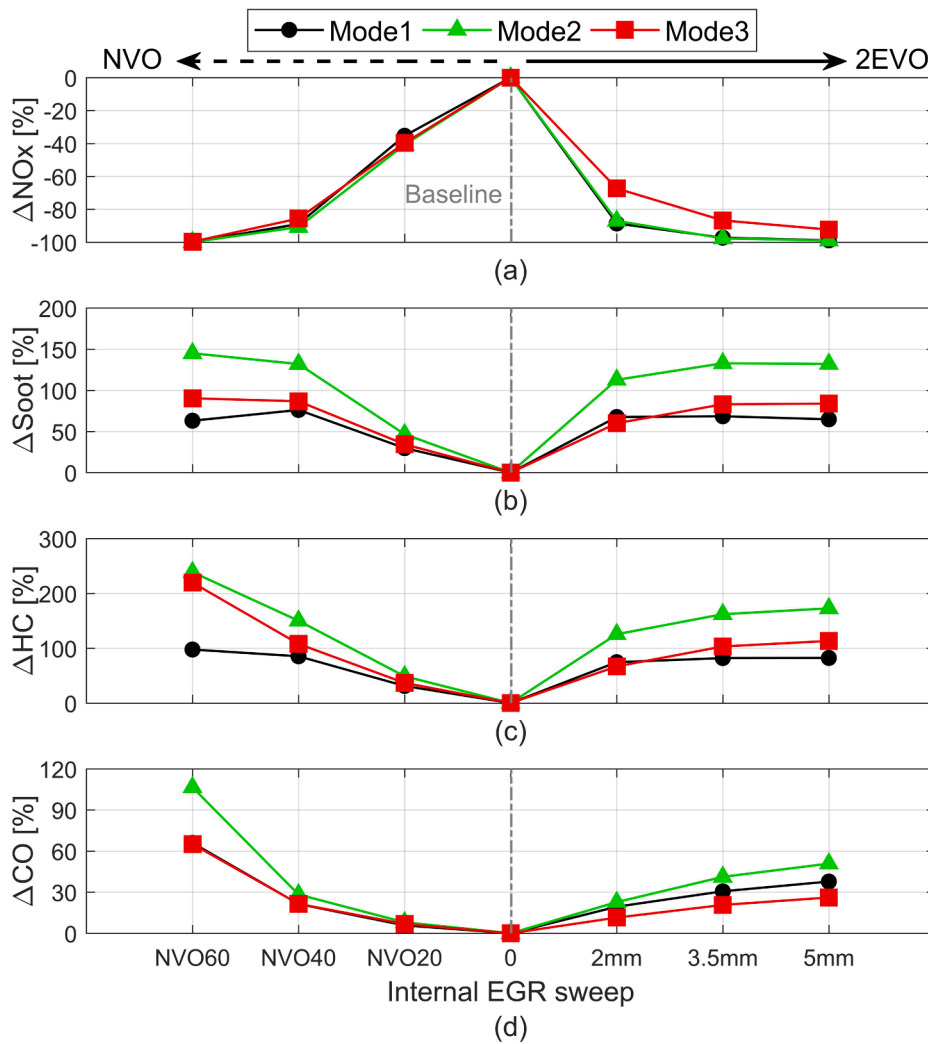 Mode1 Mode2 Mode3
NVO 2EVO
ΔNOx [%]
0
-20
-40
-60
-80
-100
Baseline
(a)
ΔSoot [%]
200
150
100
50
0
(b)
ΔHC [%]
300
200
100
0
(c)
ΔCO [%]
120
90
60
30
0
NVO60 NVO40 NVO20 0 2mm 3.5mm 5mm
Internal EGR sweep
(d)